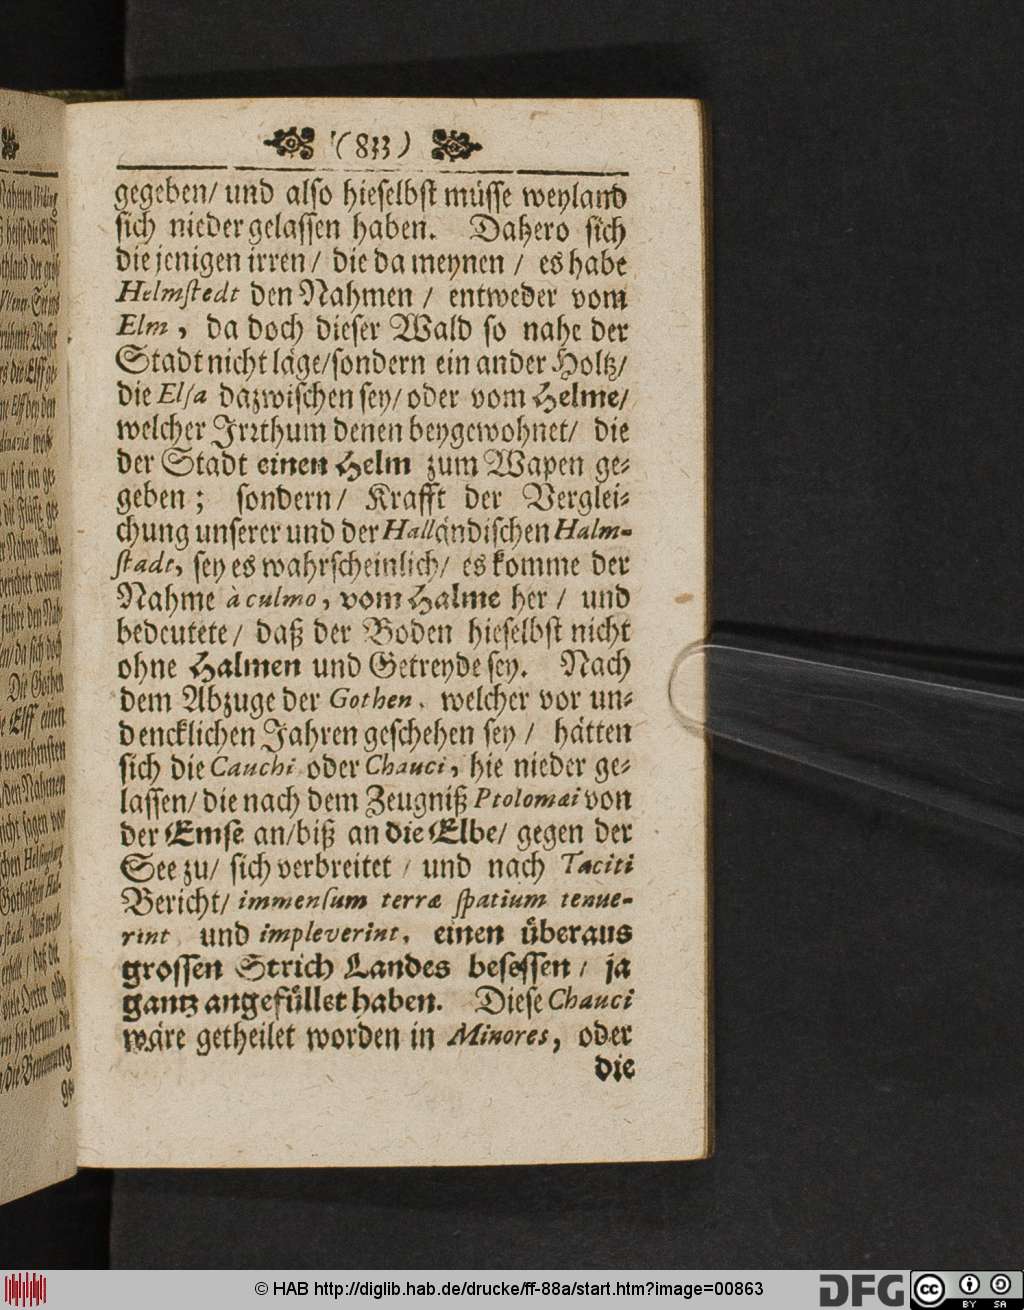 (833)
gegeben/ und also hieselbst müsse weyland
sich nieder gelassen haben. Dahero sich
die jenigen irren/ die da meynen/ es habe
Helmstedt den Nahmen/ entweder vom
Elm, da doch dieser Wald so nahe der
Stadt nicht läge/ sondern ein ander Holtz/
die Elsa dazwischen sey/ oder vom Helme/
welcher Irrthum denen beygewohnet/ die
der Stadt einen Helm zum Wapen ge-
geben; sondern/ Krafft der Verglei-
chung unserer und der Halländischen Halm-
stadt, sey es wahrscheinlich/ es komme der
Nahme à culmo, vom Halme her/ und
bedeutete/ daß der Boden hieselbst nicht
ohne Halmen und Getreyde sey. Nach
dem Abzuge der Gothen, welcher vor un-
dencklichen Jahren geschehen sey/ hätten
sich die Cauchi oder Chauci, hie nieder ge-
lassen/ die nach dem Zeugniß Ptolomæi von
der Emse an/ biß an die Elbe/ gegen der
See zu/ sich verbreitet/ und nach Taciti
Bericht/ immensum terræ spatium tenue-
rint und impleverint, einen überaus
grossen Strich Landes besessen/ ja
gantz angefüllet haben. Diese Chauci
wäre getheilet worden in Minores, oder
die
© HAB http://diglib.hab.de/drucke/ff-88a/start.htm?image=00863
DFG
cc
BY SA